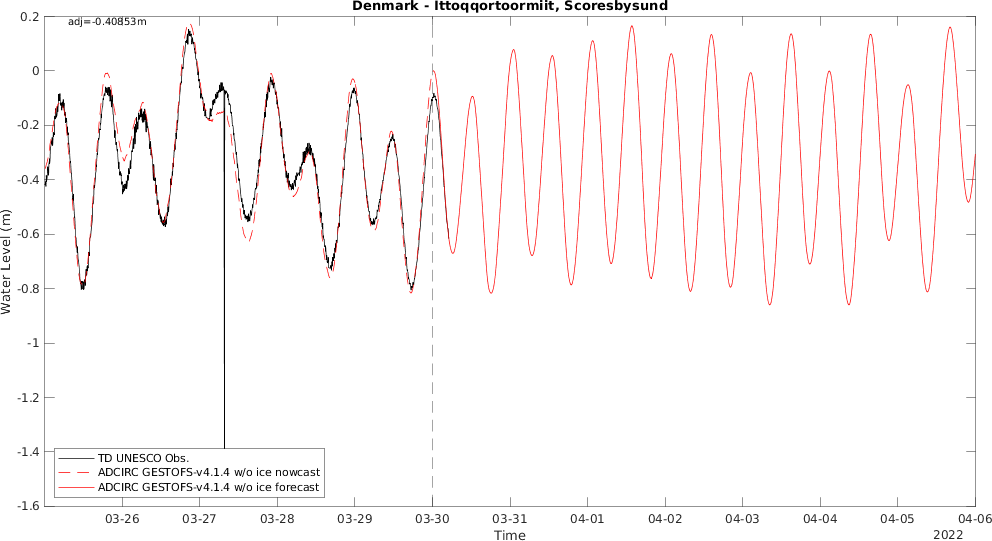 Denmark - Ittoqqortoormiit, Scoresbysund
adj=-0.40853m
0.2
0
-0.2
-0.4
-0.6
-0.8
-1
-1.2
-1.4
-1.6
Water Level (m)
TD UNESCO Obs.
ADCIRC GESTOFS-v4.1.4 w/o ice nowcast
ADCIRC GESTOFS-v4.1.4 w/o ice forecast
03-26 03-27 03-28 03-29 03-30 03-31 04-01 04-02 04-03 04-04 04-05 04-06
Time
2022